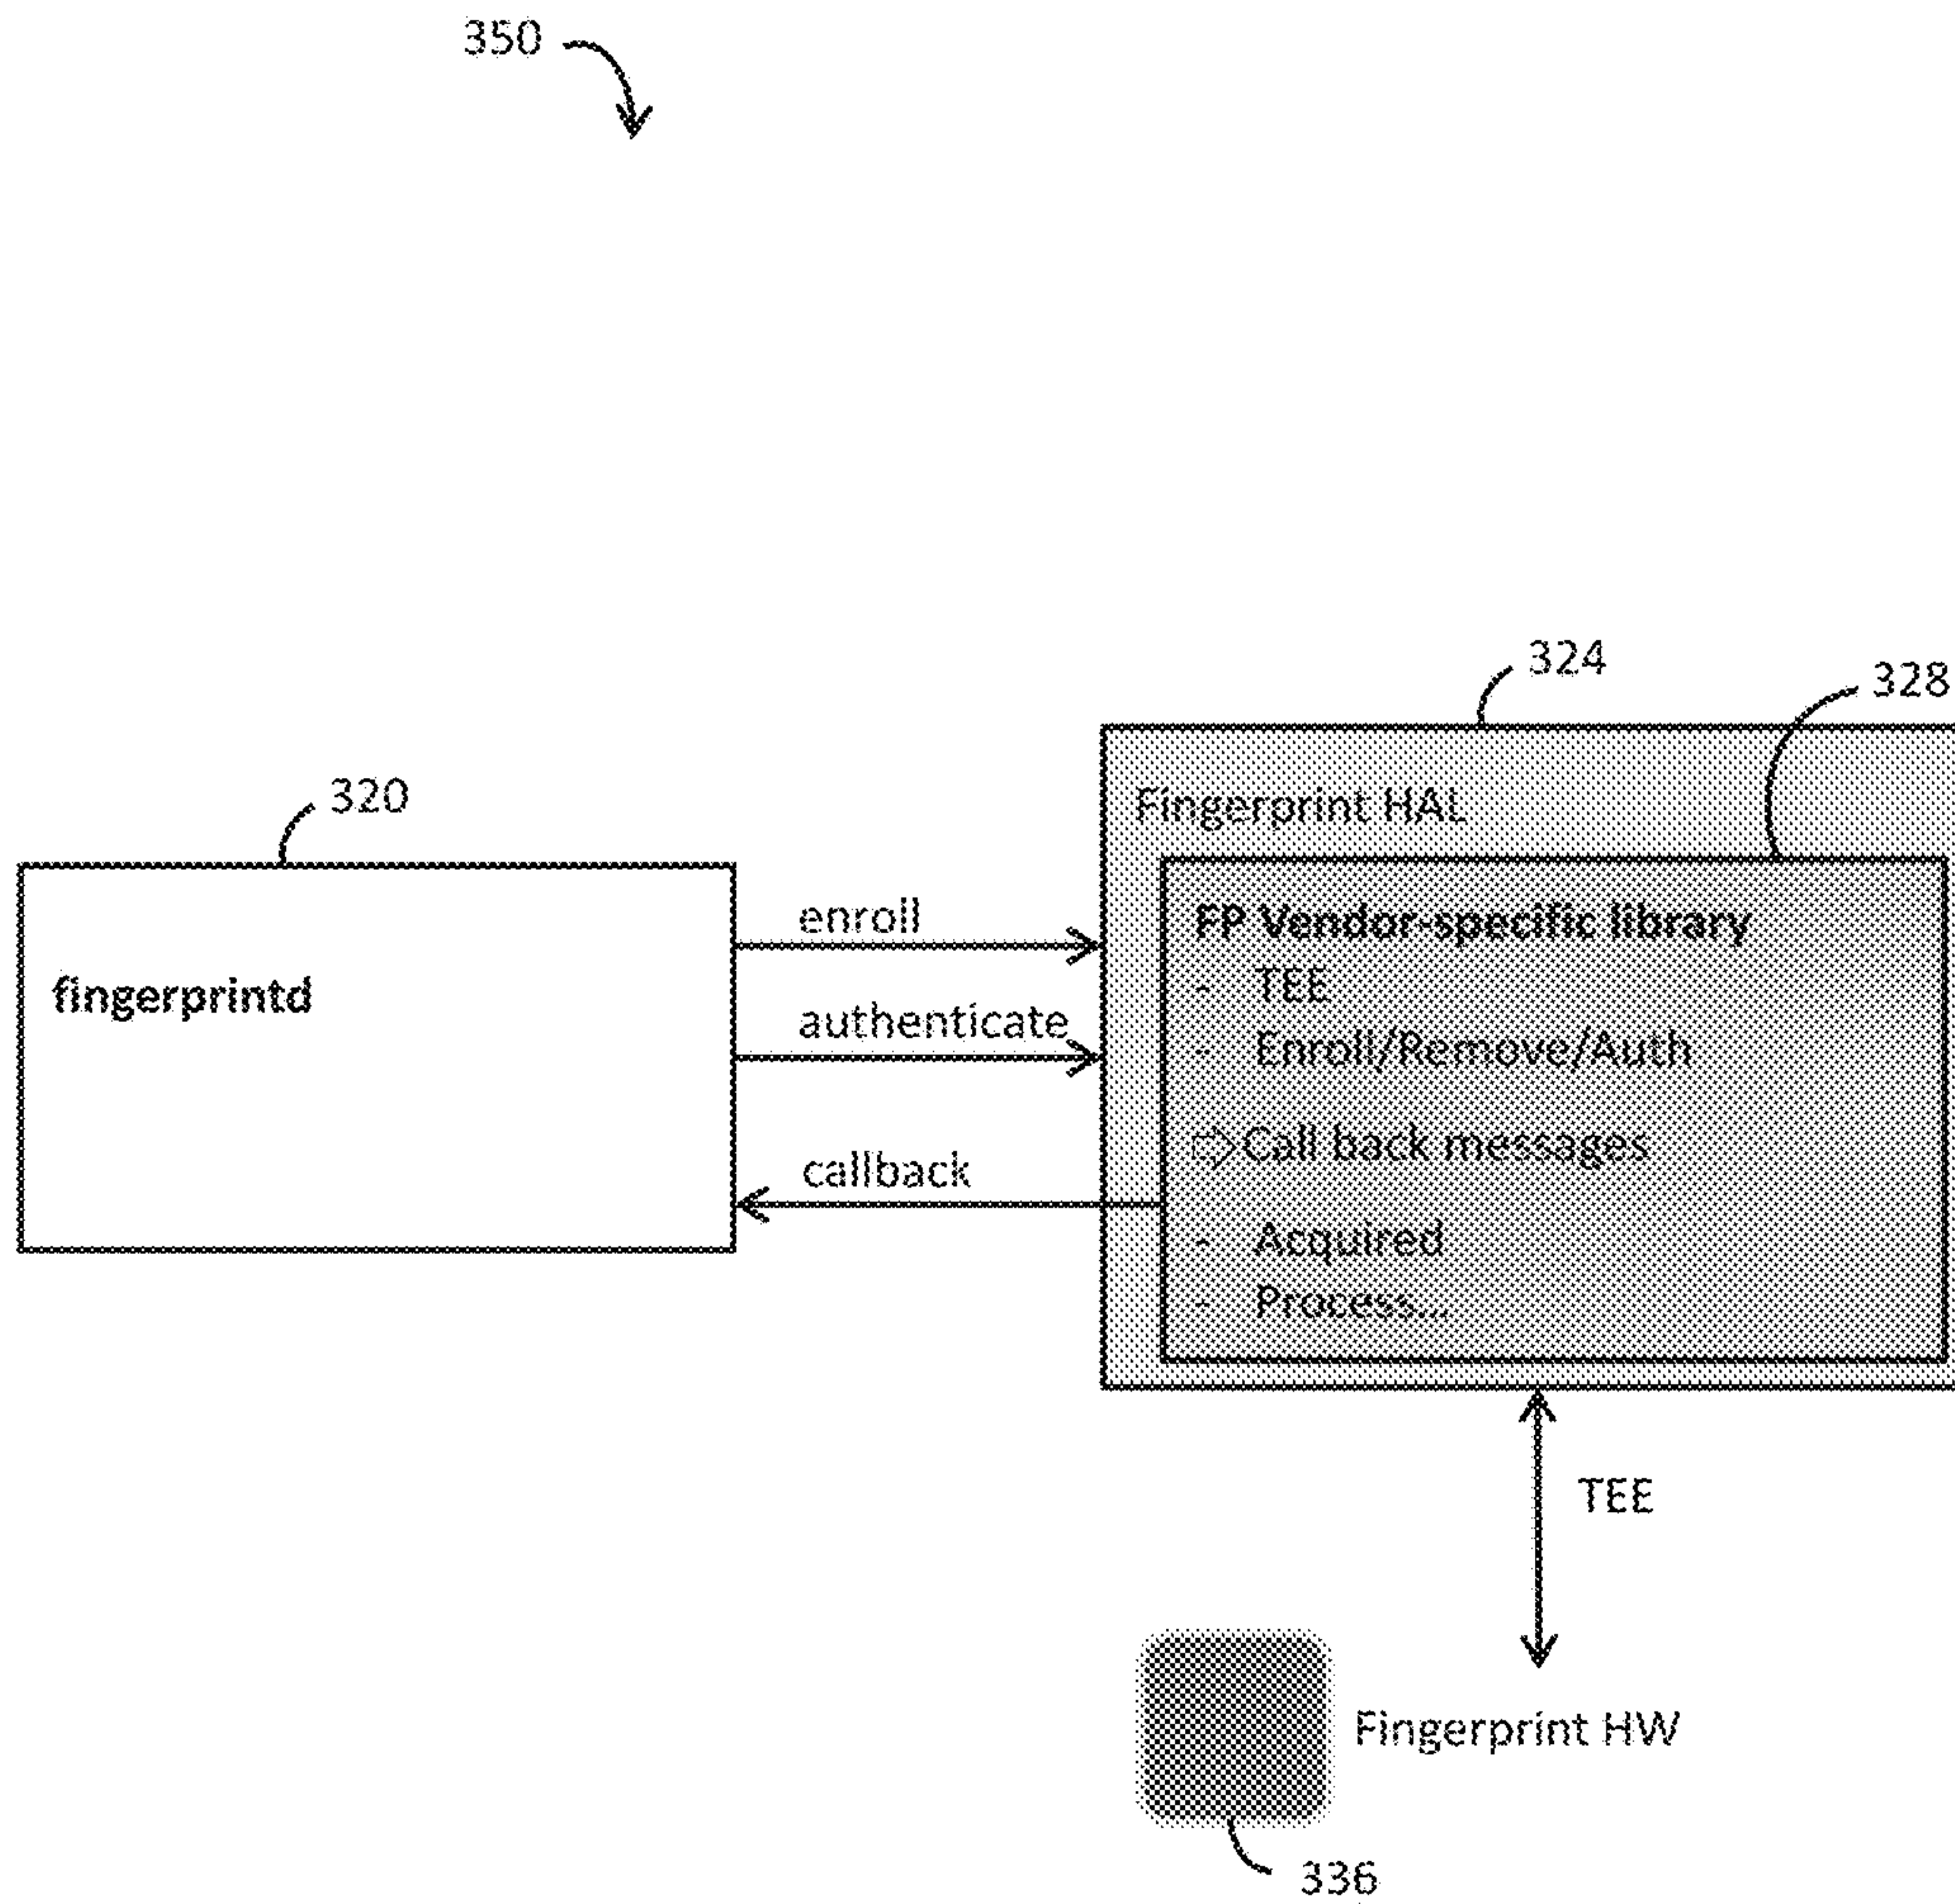 350
324
328
320
Fingerprint HAL
enroll
FP Vendor-specific library
- TEE
fingerprintd
authenticate
- Enroll/Remove/Auth
⇨Call back messages
callback
- Acquired
- Process...
TEE
Fingerprint HW
336